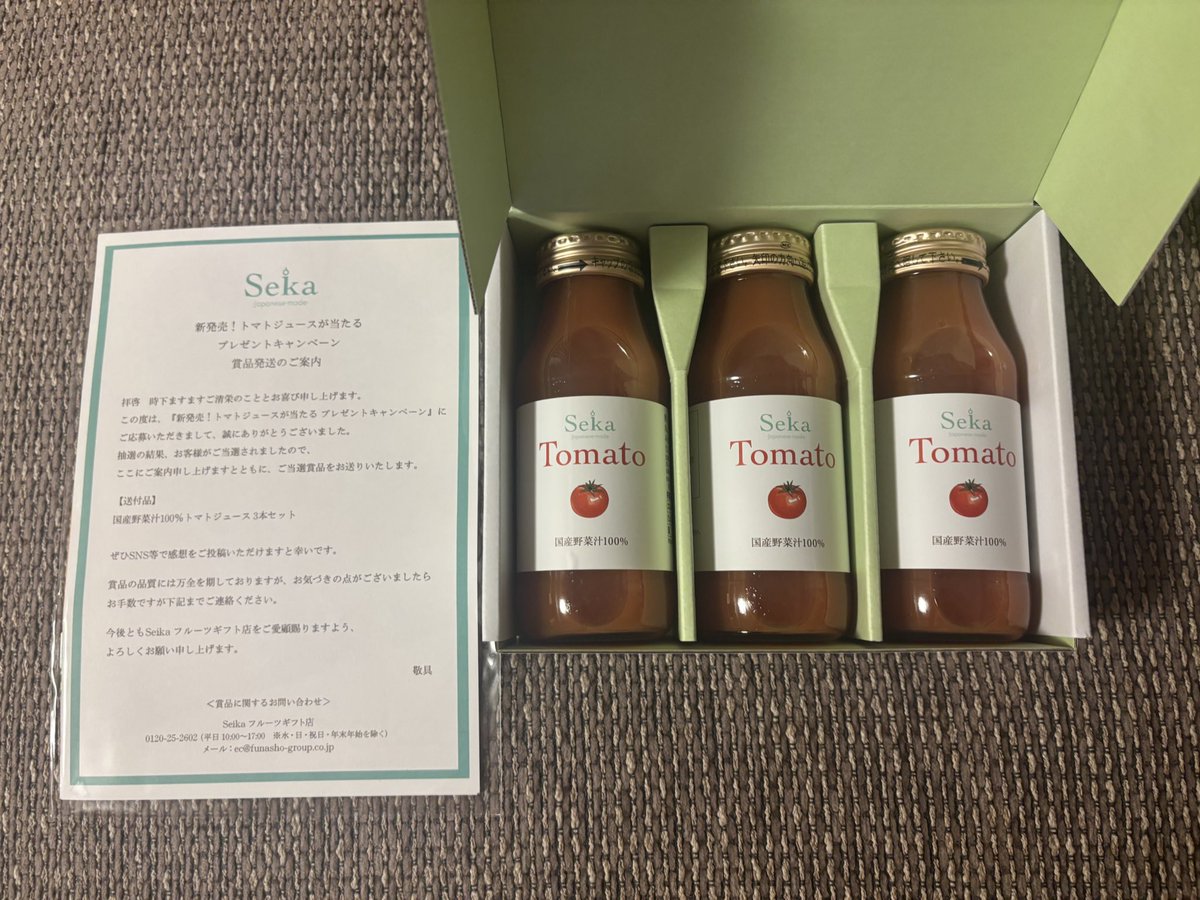 Seika
Japanese made
新発売！トマトジュースが当たる
プレゼントキャンペーン
賞品発送のご案内
拝啓　時下ますますご清栄のこととお喜び申し上げます。
この度は、『新発売！トマトジュースが当たる プレゼントキャンペーン』に
ご応募いただきまして、誠にありがとうございました。
抽選の結果、お客様がご当選されましたので、
ここにご案内申し上げますとともに、ご当選賞品をお送りいたします。
【送付品】
国産野菜汁100％トマトジュース 3本セット
ぜひSNS等で感想をご投稿いただけますと幸いです。
賞品の品質には万全を期しておりますが、お気づきの点がございましたら
お手数ですが下記までご連絡ください。
今後ともSeika フルーツギフト店をご愛顧賜りますよう、
よろしくお願い申し上げます。
敬具
＜賞品に関するお問い合わせ＞
Seika フルーツギフト店
0120-25-2602 (平日 10:00〜17:00　※水・日・祝日・年末年始を除く)
メール：ec@funasho-group.co.jp
Seika
Japanese made
Tomato
国産野菜汁100%
Seika
Japanese made
Tomato
国産野菜汁100%
Seika
Japanese made
Tomato
国産野菜汁100%